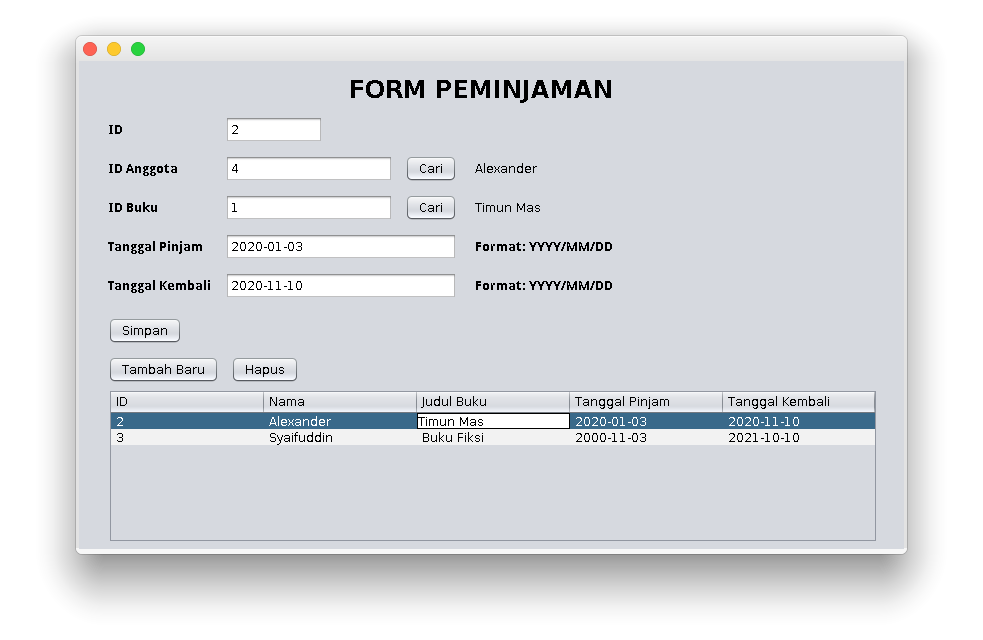 FORM PEMINJAMAN
ID 2
ID Anggota 4 Cari Alexander
ID Buku 1 Cari Timun Mas
Tanggal Pinjam 2020-01-03 Format: YYYY/MM/DD
Tanggal Kembali 2020-11-10 Format: YYYY/MM/DD
Simpan
Tambah Baru Hapus
ID Nama Judul Buku Tanggal Pinjam Tanggal Kembali
2 Alexander Timun Mas 2020-01-03 2020-11-10
3 Syaifuddin Buku Fiksi 2000-11-03 2021-10-10